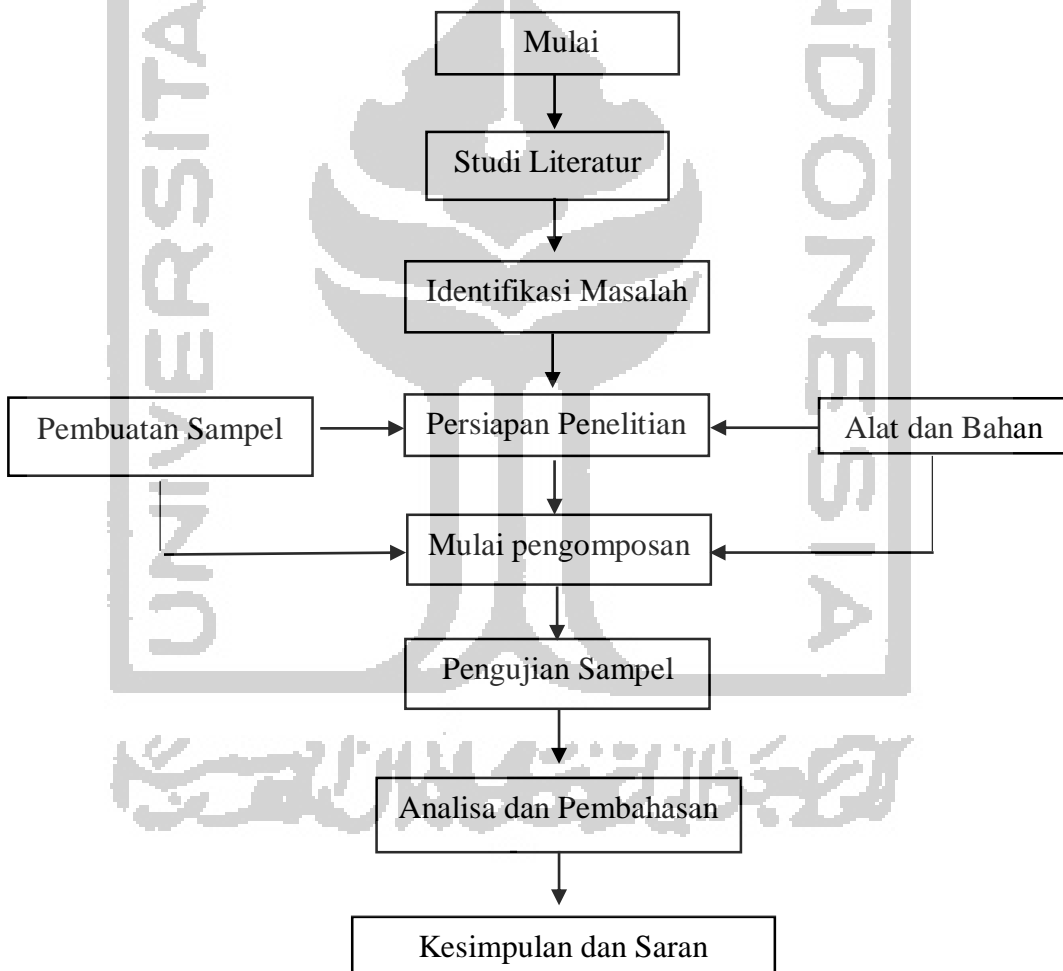 Mulai
Studi Literatur
Identifikasi Masalah
Pembuatan Sampel
Persiapan Penelitian
Alat dan Bahan
Mulai pengomposan
Pengujian Sampel
Analisa dan Pembahasan
Kesimpulan dan Saran